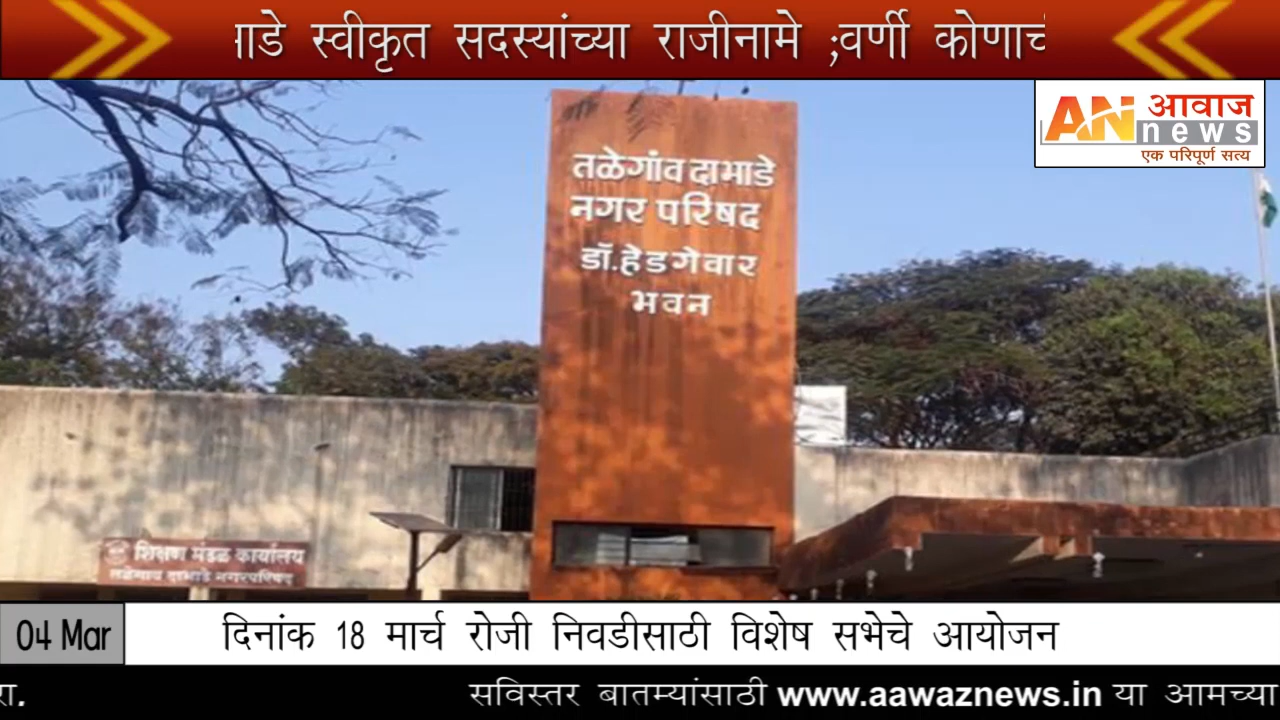 ाडे स्वीकृत सदस्यांच्या राजीनामे ;वर्णी कोणाची
AN आवाज
news
एक परिपूर्ण सत्य
तळेगांव दाभाडे
नगर परिषद
डॉ. हेडगेवार
भवन
शिक्षण मंडळ कार्यालय
तळेगाव दाभाडे नगरपरिषद
04 Mar
दिनांक 18 मार्च रोजी निवडीसाठी विशेष सभेचे आयोजन
रा. सविस्तर बातम्यांसाठी www.aawaznews.in या आमच्या